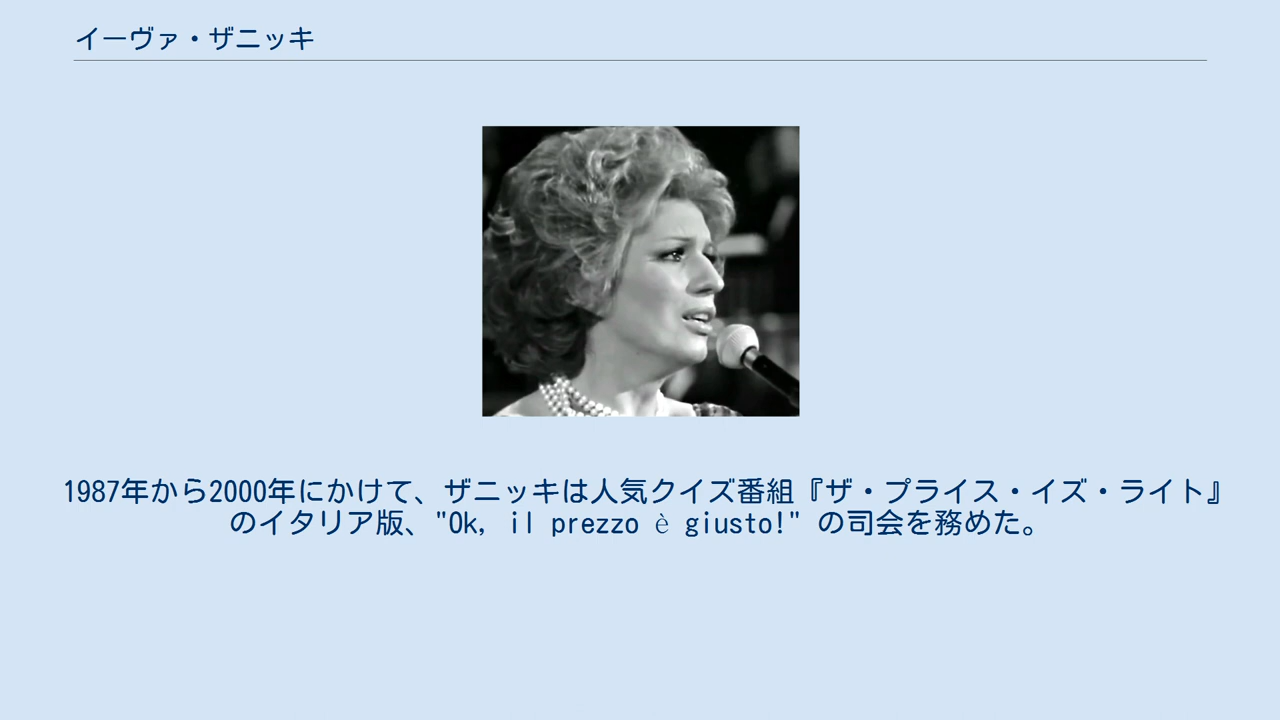 イーヴァ・ザニッキ
1987年から2000年にかけて、ザニッキは人気クイズ番組『ザ・プライス・イズ・ライト』
のイタリア版、"Ok, il prezzo è giusto!" の司会を務めた。